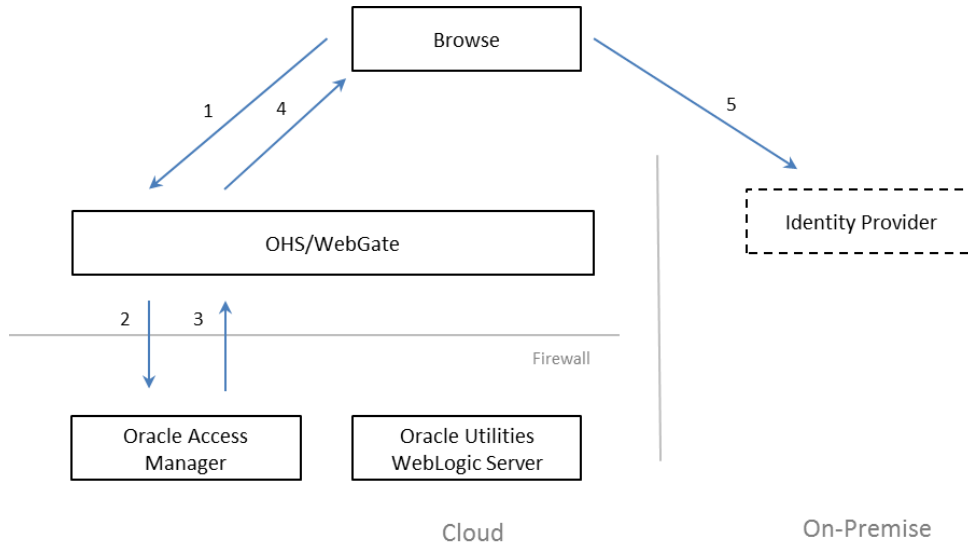 Browse
1
4
5
OHS/WebGate
Identity Provider
2
3
Firewall
Oracle Access
Manager
Oracle Utilities
WebLogic Server
Cloud
On-Premise